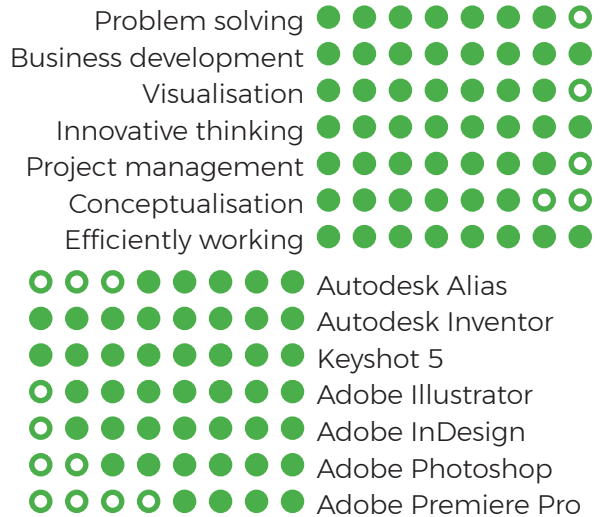 Problem solving
Business development
Visualisation
Innovative thinking
Project management
Conceptualisation
Efficiently working
Autodesk Alias
Autodesk Inventor
Keyshot 5
Adobe Illustrator
Adobe InDesign
Adobe Photoshop
Adobe Premiere Pro